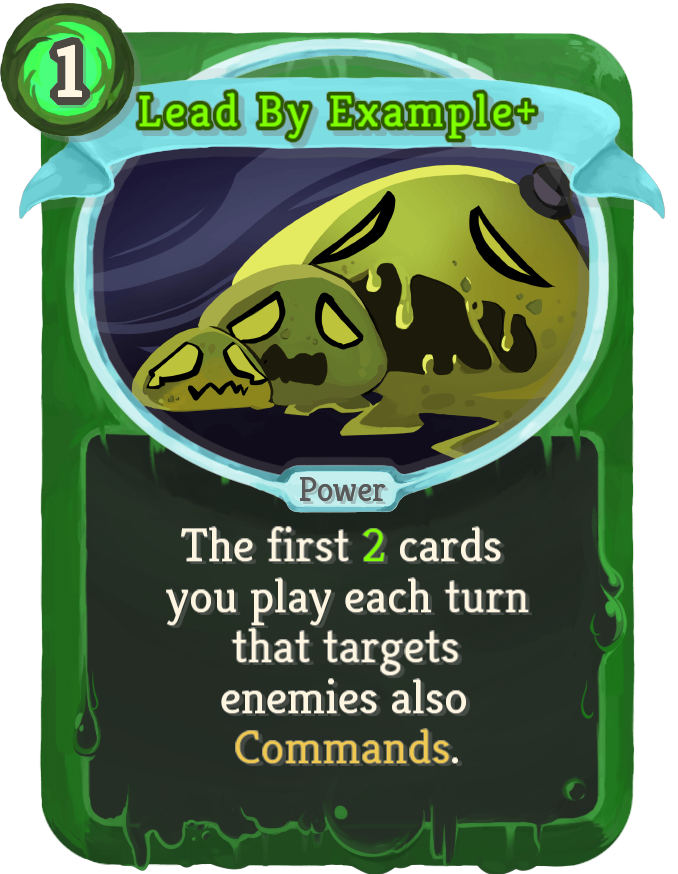 1
Lead By Example+
Power
The first 2 cards
you play each turn
that targets
enemies also
Commands.